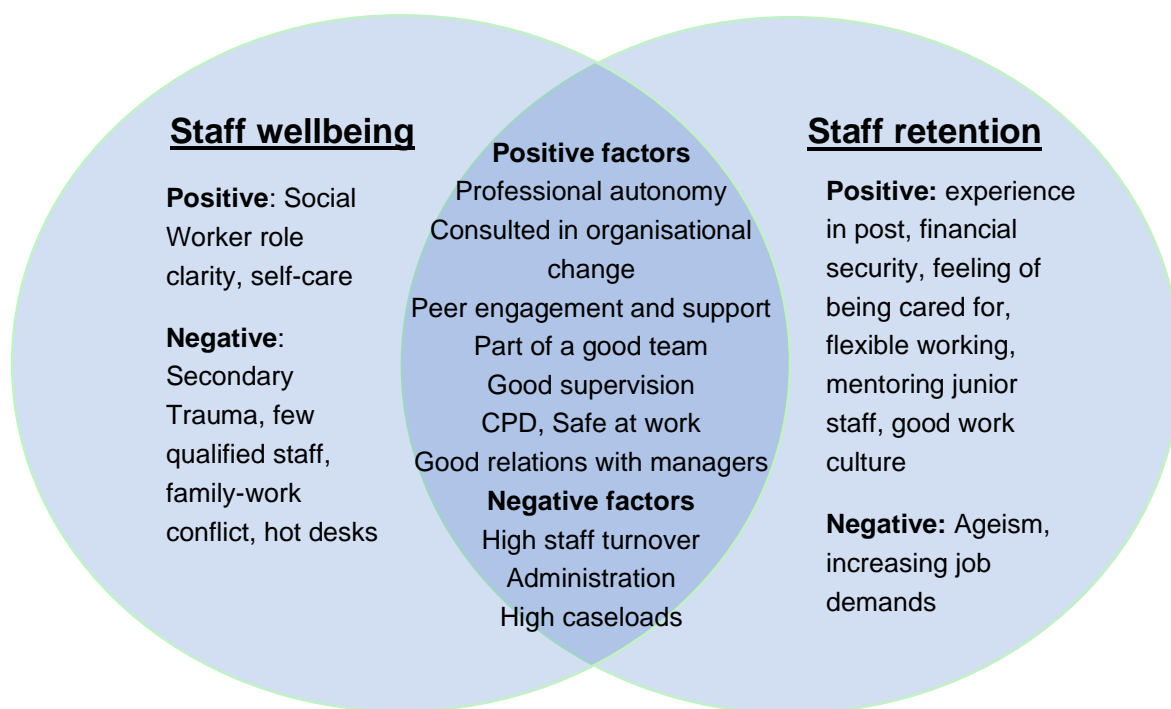 Staff wellbeing
Positive: Social
Worker role
clarity, self-care
Negative:
Secondary
Trauma, few
qualified staff,
family-work
conflict, hot desks
Positive factors
Professional autonomy
Consulted in organisational
change
Peer engagement and support
Part of a good team
Good supervision
CPD, Safe at work
Good relations with managers
Negative factors
High staff turnover
Administration
High caseloads
Staff retention
Positive: experience
in post, financial
security, feeling of
being cared for,
flexible working,
mentoring junior
staff, good work
culture
Negative: Ageism,
increasing job
demands